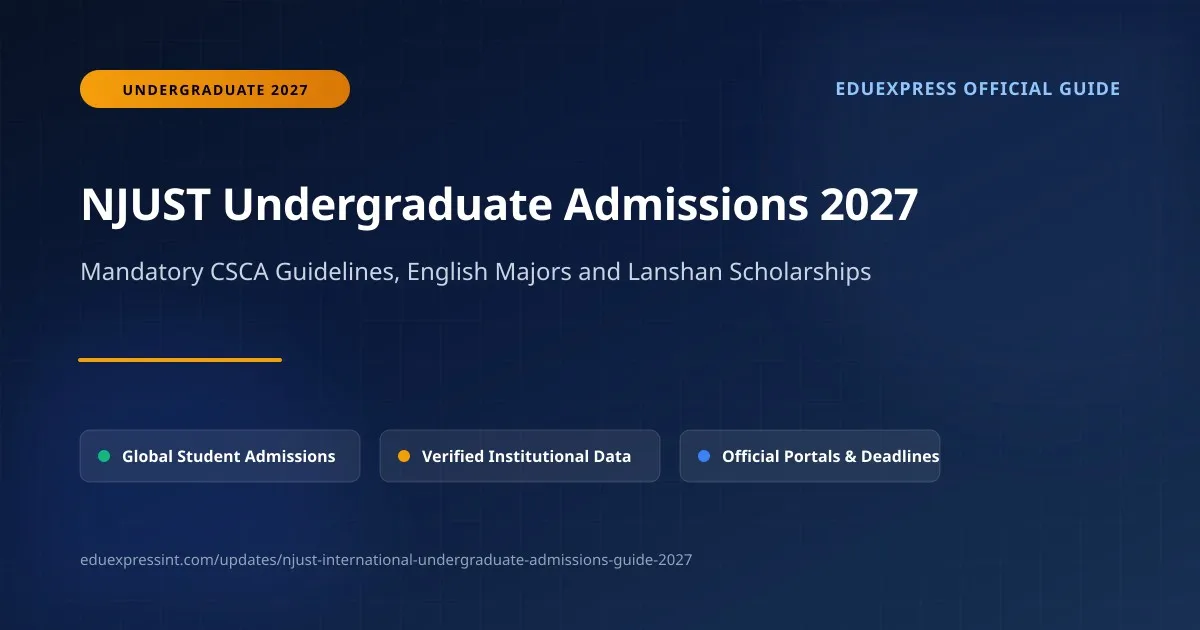 UNDERGRADUATE 2027
EDUEXPRESS OFFICIAL GUIDE
NJUST Undergraduate Admissions 2027
Mandatory CSCA Guidelines, English Majors and Lanshan Scholarships
Global Student Admissions
Verified Institutional Data
Official Portals & Deadlines
eduexpressint.com/updates/njust-international-undergraduate-admissions-guide-2027